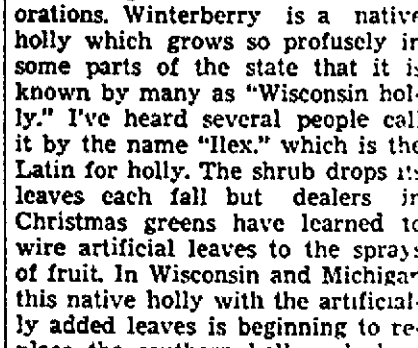 orations. Winterberry is a native
holly which grows so profusely in
some parts of the state that it is
known by many as "Wisconsin hol-
ly." I've heard several people call
it by the name "Ilex." which is the
Latin for holly. The shrub drops its
leaves each fall but dealers in
Christmas greens have learned to
wire artificial leaves to the sprays
of fruit. In Wisconsin and Michigan
this native holly with the artificial-
ly added leaves is beginning to re-
place the southern holly